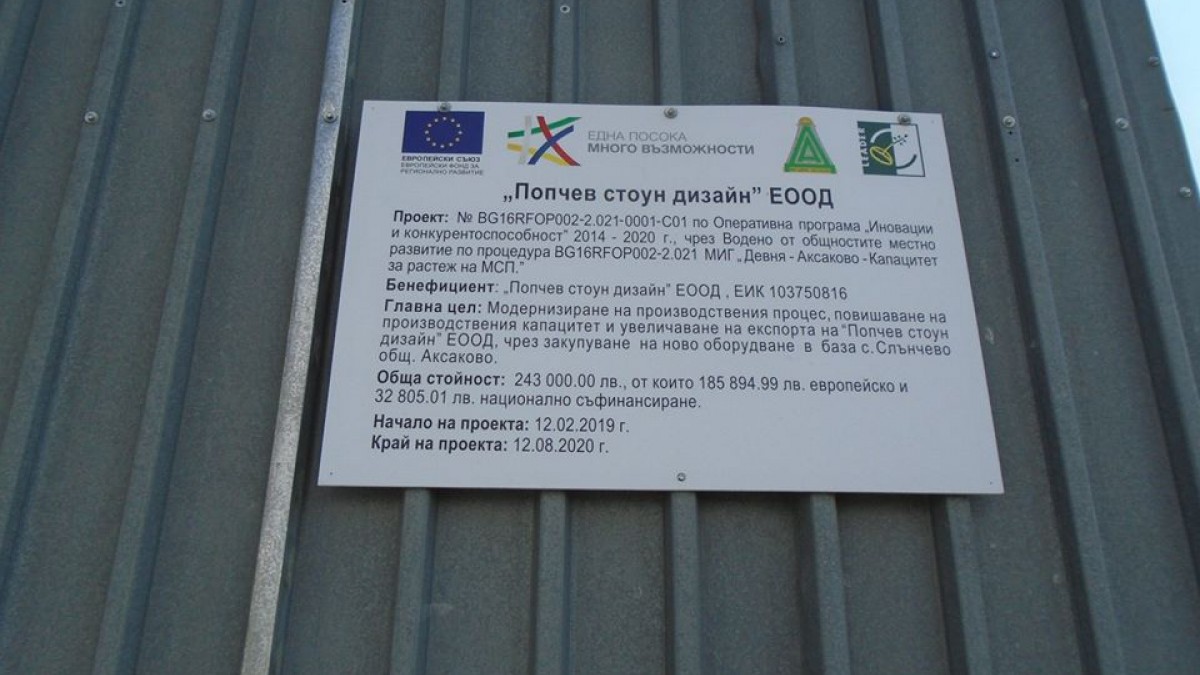 ЕВРОПЕЙСКИ СЪЮЗ
ЕВРОПЕЙСКИ ФОНД ЗА
РЕГИОНАЛНО РАЗВИТИЕ
ЕДНА ПОСОКА
МНОГО ВЪЗМОЖНОСТИ
LEADER
„Попчев стоун дизайн” ЕООД
Проект: № BG16RFOP002-2.021-0001-C01 по Оперативна програма „Иновации
и конкурентоспособност” 2014 - 2020 г., чрез Водено от общностите местно
развитие по процедура BG16RFOP002-2.021 МИГ „Девня - Аксаково - Капацитет
за растеж на МСП.”
Бенефициент: „Попчев стоун дизайн” ЕООД , ЕИК 103750816
Главна цел: Модернизиране на производствения процес, повишаване на
производствения капацитет и увеличаване на експорта на “Попчев стоун
дизайн” ЕООД, чрез закупуване на ново оборудване в база с. Слънчево
общ. Аксаково.
Обща стойност: 243 000.00 лв., от които 185 894.99 лв. европейско и
32 805.01 лв. национално съфинансиране.
Начало на проекта: 12.02.2019 г.
Край на проекта: 12.08.2020 г.